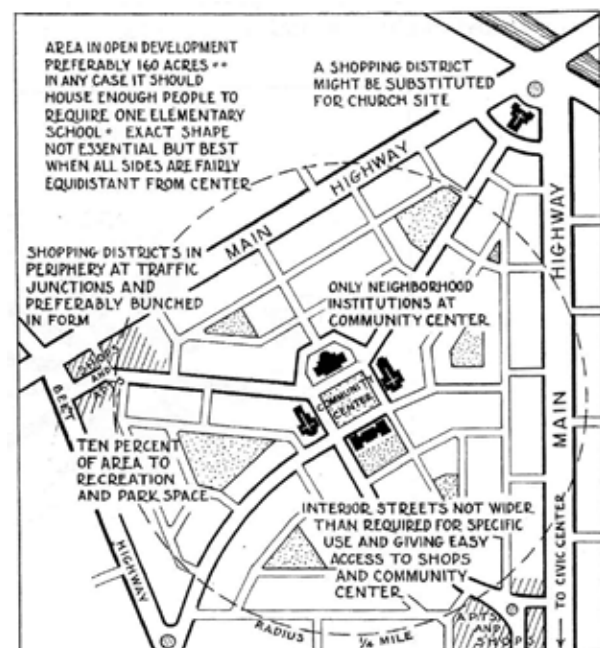 AREA IN OPEN DEVELOPMENT
PREFERABLY 160 ACRES ••
IN ANY CASE IT SHOULD
HOUSE ENOUGH PEOPLE TO
REQUIRE ONE ELEMENTARY
SCHOOL • EXACT SHAPE
NOT ESSENTIAL BUT BEST
WHEN ALL SIDES ARE FAIRLY
EQUIDISTANT FROM CENTER
A SHOPPING DISTRICT
MIGHT BE SUBSTITUTED
FOR CHURCH SITE
MAIN HIGHWAY
HIGHWAY
MAIN
SHOPPING DISTRICTS IN
PERIPHERY AT TRAFFIC
JUNCTIONS AND
PREFERABLY BUNCHED
IN FORM
ONLY NEIGHBORHOOD
INSTITUTIONS AT
COMMUNITY CENTER
SHOPS
AND
COMMUNITY
CENTER
TEN PERCENT
OF AREA TO
RECREATION
AND PARK SPACE
INTERIOR STREETS NOT WIDER
THAN REQUIRED FOR SPECIFIC
USE AND GIVING EASY
ACCESS TO SHOPS
AND COMMUNITY
CENTER
HIGHWAY
TO CIVIC CENTER
RADIUS ¼ MILE
APTS.
AND
SHOPS